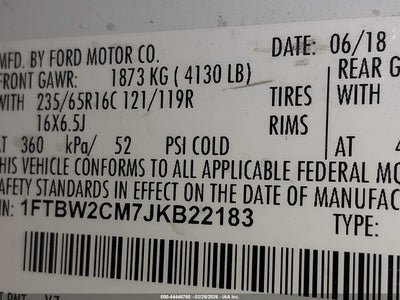 MFD. BY FORD MOTOR CO.
DATE: 06/18
FRONT GAWR: 1873 KG ( 4130 LB)
REAR G
WITH 235/65R16C 121/119R TIRES
WITH
16X6.5J RIMS
AT 360 kPa/ 52 PSI COLD
AT 4
THIS VEHICLE CONFORMS TO ALL APPLICABLE FEDERAL MO
SAFETY STANDARDS IN EFFECT ON THE DATE OF MANUFAC
IN: 1FTBW2CM7JKB22183
TYPE:
000-44446760 - 02/29/2026 - IAA Inc.